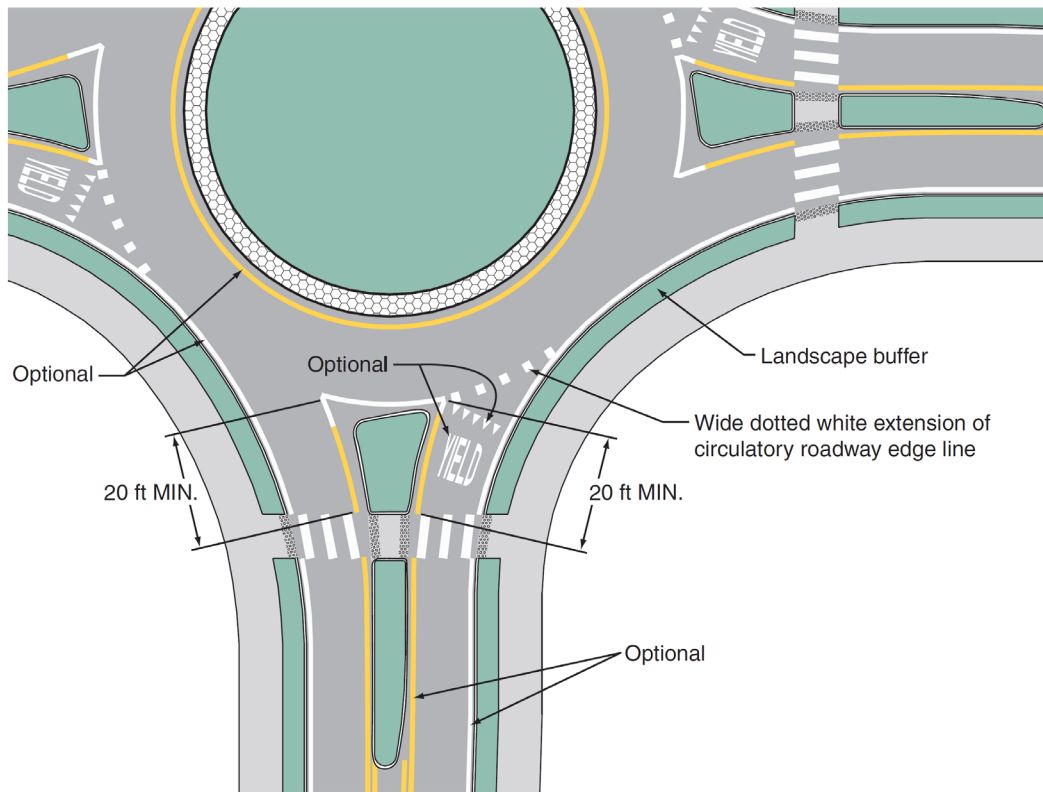 YIELD
YIELD
Optional
Optional
Landscape buffer
Wide dotted white extension of
circulatory roadway edge line
YIELD
20 ft MIN.
20 ft MIN.
Optional